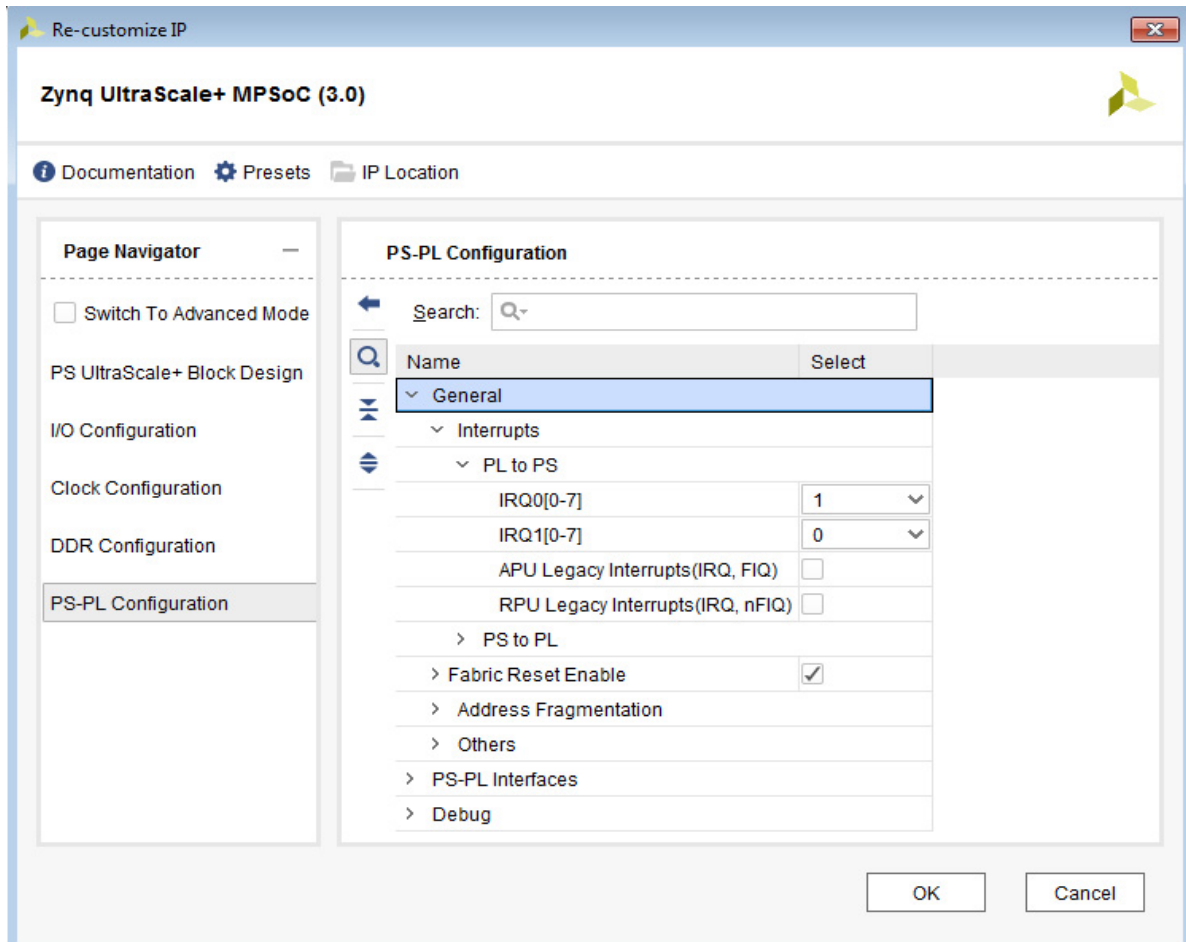 Re-customize IP
Zynq UltraScale+ MPSoC (3.0)
Documentation Presets IP Location
Page Navigator
Switch To Advanced Mode
PS UltraScale+ Block Design
I/O Configuration
Clock Configuration
DDR Configuration
PS-PL Configuration
PS-PL Configuration
Search:
Name Select
General
Interrupts
PL to PS
IRQ0[0-7] 1
IRQ1[0-7] 0
APU Legacy Interrupts(IRQ, FIQ)
RPU Legacy Interrupts(IRQ, nFIQ)
PS to PL
Fabric Reset Enable
Address Fragmentation
Others
PS-PL Interfaces
Debug
OK Cancel